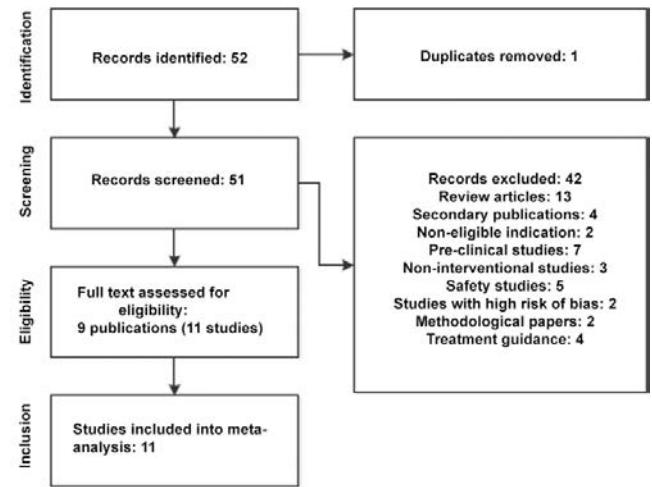 Identification
Records identified: 52
Duplicates removed: 1
Screening
Records screened: 51
Records excluded: 42
Review articles: 13
Secondary publications: 4
Non-eligible indication: 2
Pre-clinical studies: 7
Non-interventional studies: 3
Safety studies: 5
Studies with high risk of bias: 2
Methodological papers: 2
Treatment guidance: 4
Eligibility
Full text assessed for
eligibility:
9 publications (11 studies)
Inclusion
Studies included into meta-
analysis: 11